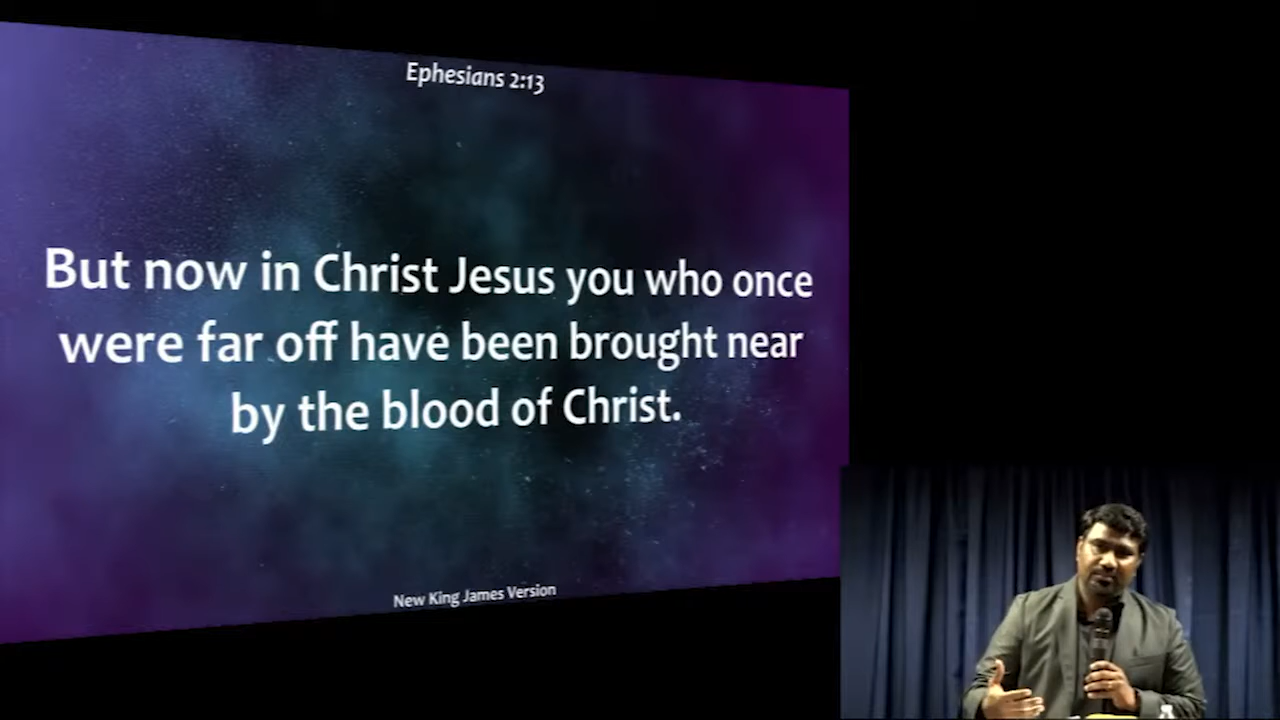 Ephesians 2:13
But now in Christ Jesus you who once
were far off have been brought near
by the blood of Christ.
New King James Version